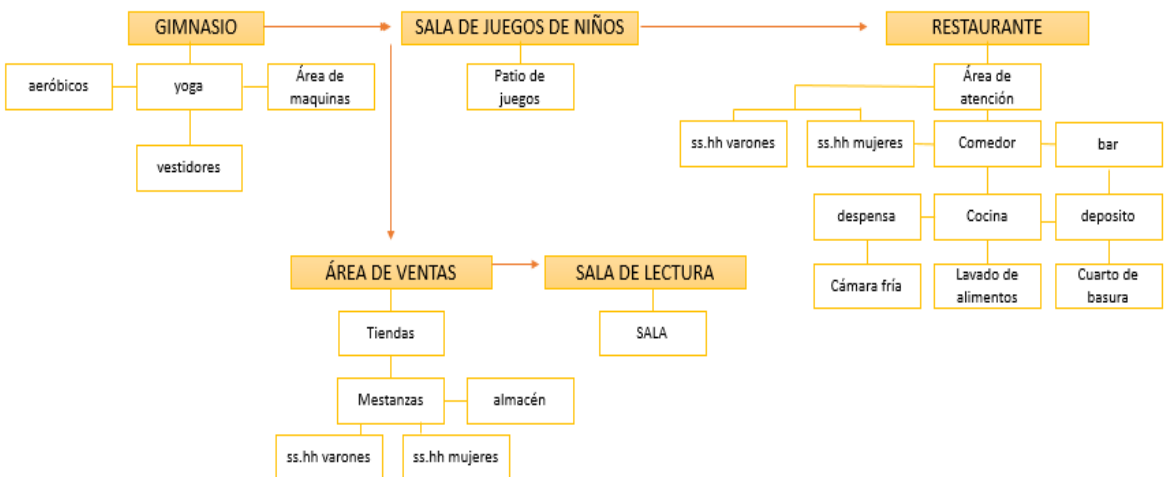 GIMNASIO
SALA DE JUEGOS DE NIÑOS
RESTAURANTE
aeróbicos
yoga
Área de
maquinas
vestidores
Patio de
juegos
Área de
atención
ss.hh varones
ss.hh mujeres
Comedor
bar
despensa
Cocina
deposito
Cámara fría
Lavado de
alimentos
Cuarto de
basura
ÁREA DE VENTAS
SALA DE LECTURA
Tiendas
SALA
Mestanzas
almacén
ss.hh varones
ss.hh mujeres